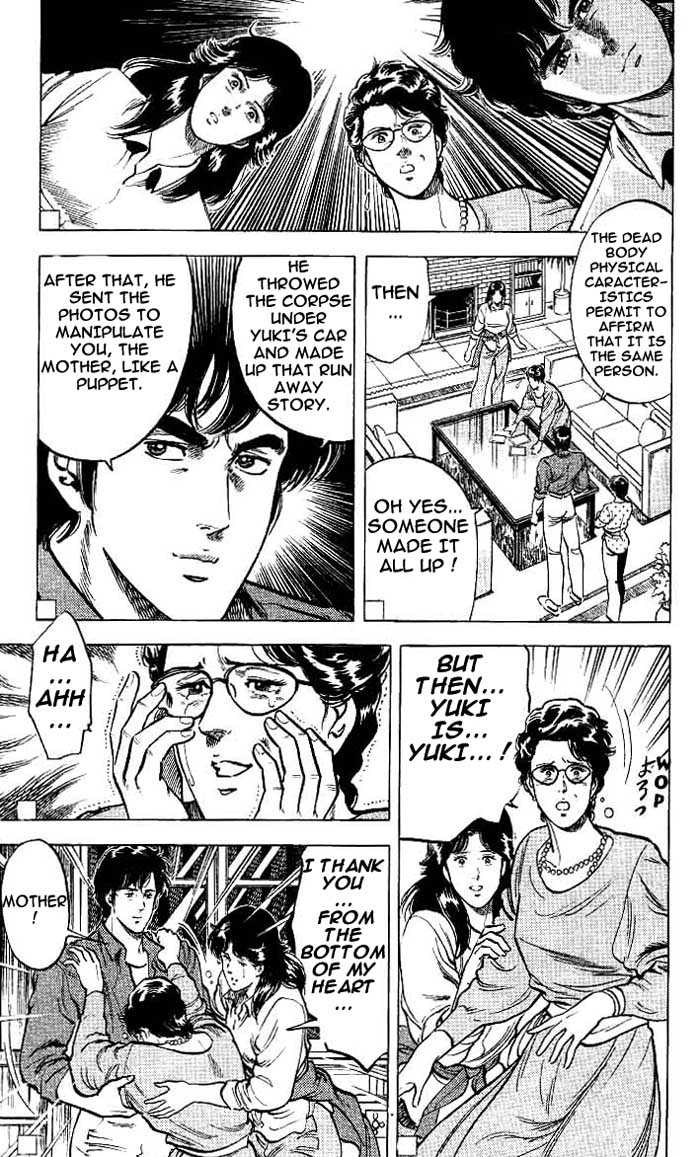 THE DEAD
BODY
PHYSICAL
CARACTER-
ISTICS
PERMIT TO
AFFIRM
THAT IT IS
THE SAME
PERSON.
THEN
...
OH YES...
SOMEONE
MADE IT
ALL UP !
HE
THROWED
THE CORPSE
UNDER
YUKI'S CAR
AND MADE
UP THAT RUN
AWAY
STORY.
AFTER THAT, HE
SENT THE
PHOTOS TO
MANIPULATE
YOU, THE
MOTHER, LIKE A
PUPPET.
BUT
THEN...
YUKI
IS...
YUKI... !
WOP
よろっ
HA
...
AHH
...
I THANK
YOU
...
FROM
THE
BOTTOM
OF MY
HEART
...
MOTHER
!